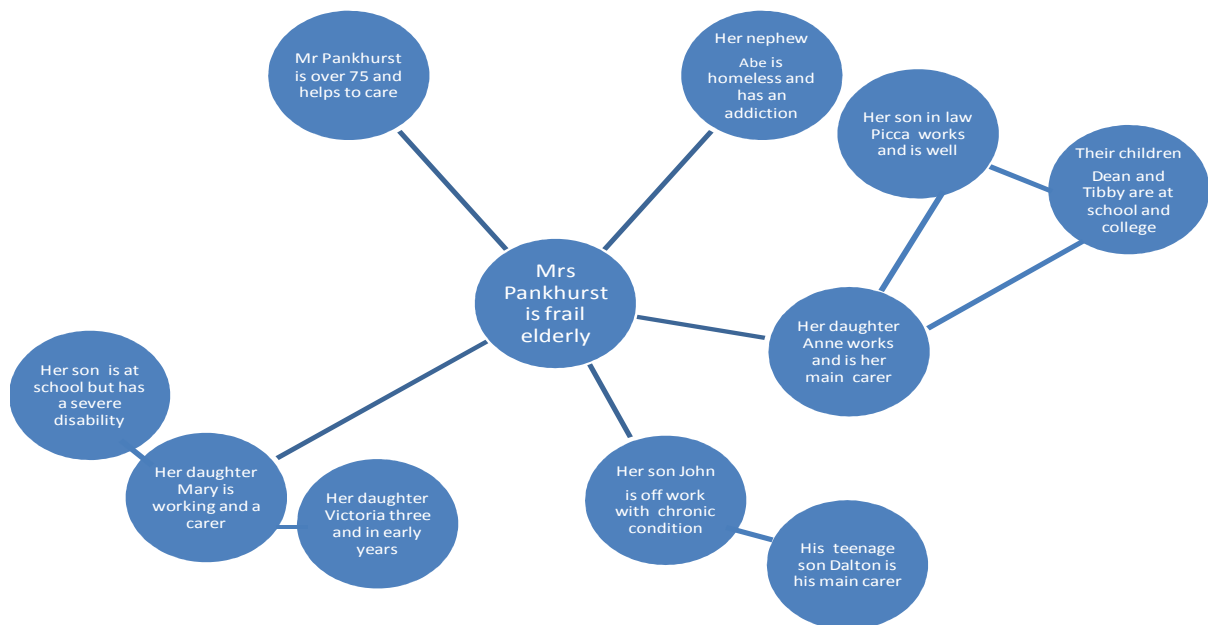 Mr Pankhurst
is over 75 and
helps to care
Her nephew
Abe is
homeless and
has an
addiction
Her son in law
Picca works
and is well
Their children
Dean and
Tibby are at
school and
college
Mrs
Pankhurst
is frail
elderly
Her daughter
Anne works
and is her
main carer
Her son is at
school but has
a severe
disability
Her daughter
Mary is
working and a
carer
Her daughter
Victoria three
and in early
years
Her son John
is off work
with chronic
condition
His teenage
son Dalton is
his main carer